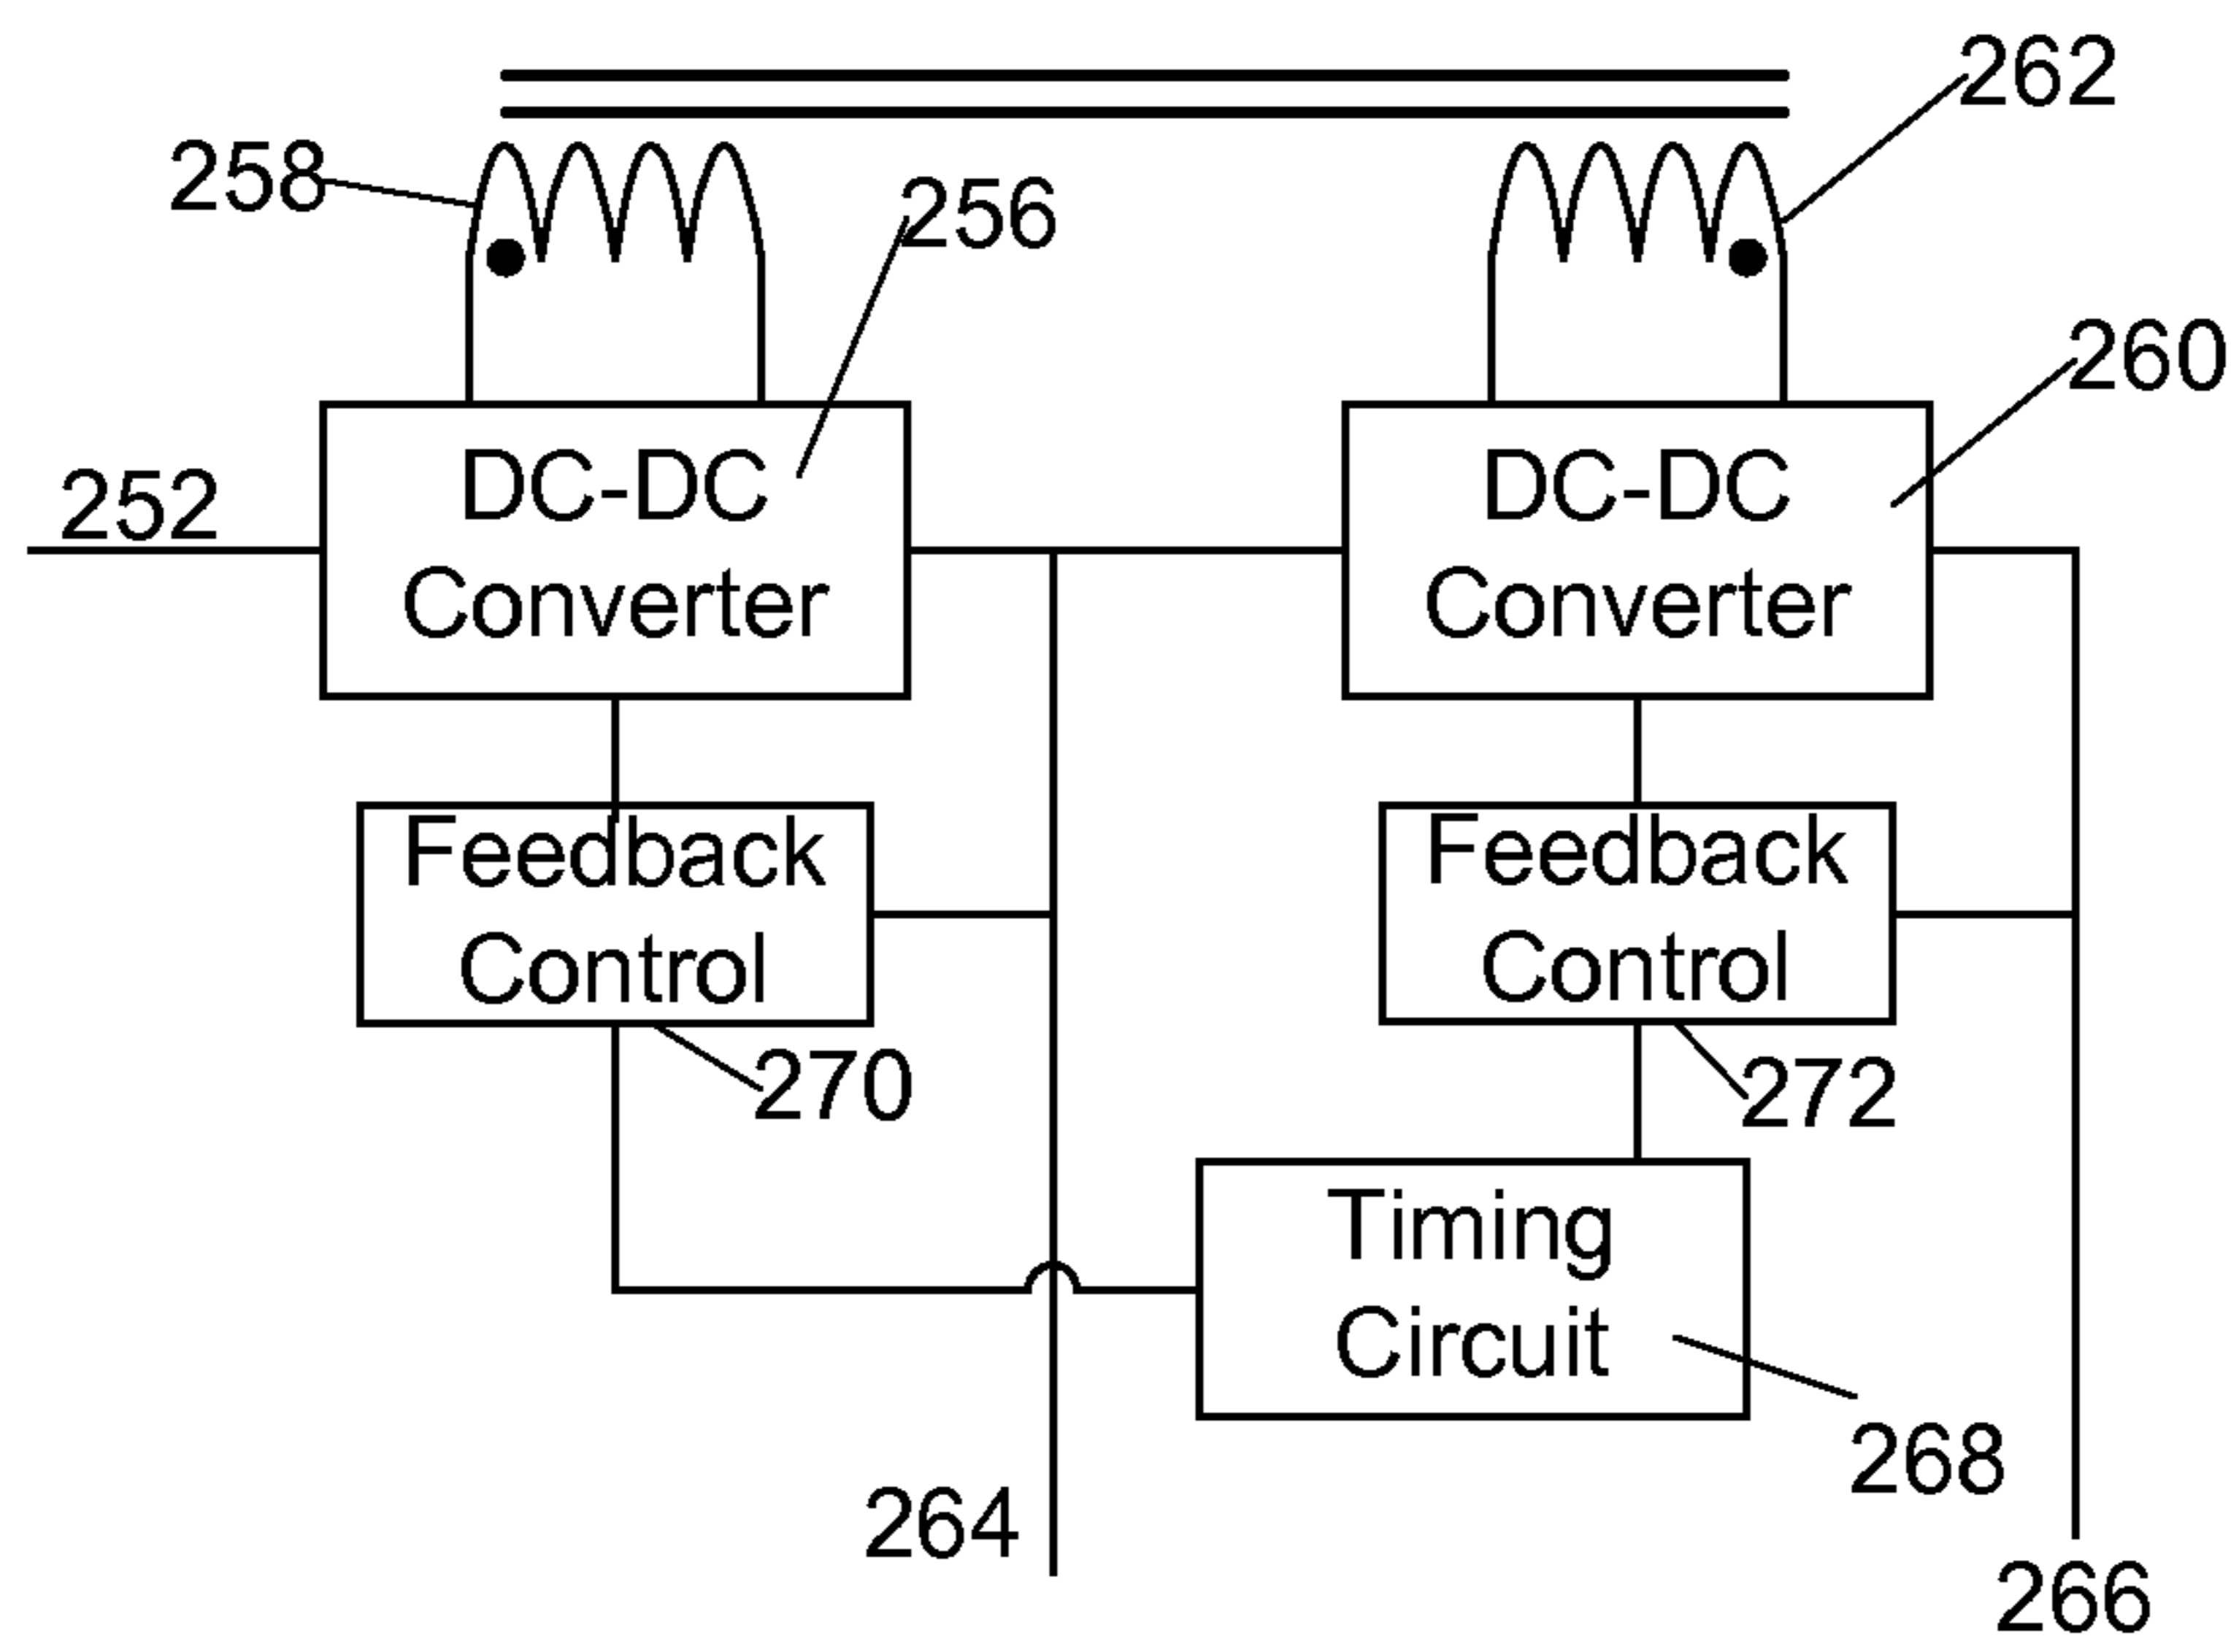 262
258
256
260
252
DC-DC
Converter
DC-DC
Converter
Feedback
Control
Feedback
Control
270
272
Timing
Circuit
268
264
266